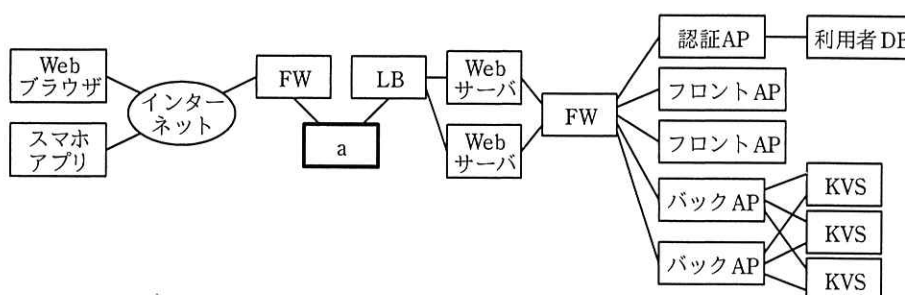 Web
ブラウザ
スマホ
アプリ
インター
ネット
FW
a
LB
Web
サーバ
Web
サーバ
FW
認証AP
利用者DB
フロントAP
フロントAP
バックAP
バックAP
KVS
KVS
KVS